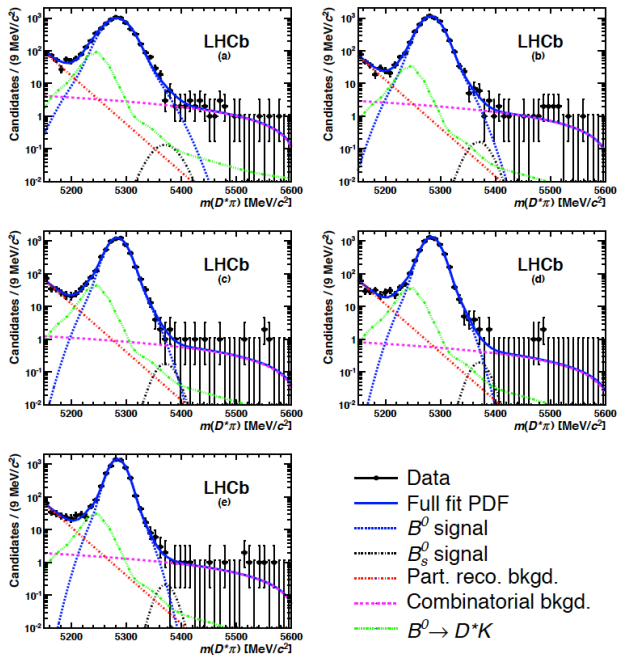 Candidates / (9 MeV/c²)
10³
10²
10
1
10⁻¹
10⁻²
LHCb
(a)
5200 5300 5400 5500 5600
m(D*π) [MeV/c²]
Candidates / (9 MeV/c²)
10³
10²
10
1
10⁻¹
10⁻²
LHCb
(b)
5200 5300 5400 5500 5600
m(D*π) [MeV/c²]
Candidates / (9 MeV/c²)
10³
10²
10
1
10⁻¹
10⁻²
LHCb
(c)
5200 5300 5400 5500 5600
m(D*π) [MeV/c²]
Candidates / (9 MeV/c²)
10³
10²
10
1
10⁻¹
10⁻²
LHCb
(d)
5200 5300 5400 5500 5600
m(D*π) [MeV/c²]
Candidates / (9 MeV/c²)
10³
10²
10
1
10⁻¹
10⁻²
LHCb
(e)
5200 5300 5400 5500 5600
m(D*π) [MeV/c²]
Data
Full fit PDF
B⁰ signal
B⁰ₛ signal
Part. reco. bkgd.
Combinatorial bkgd.
B⁰→ D*K